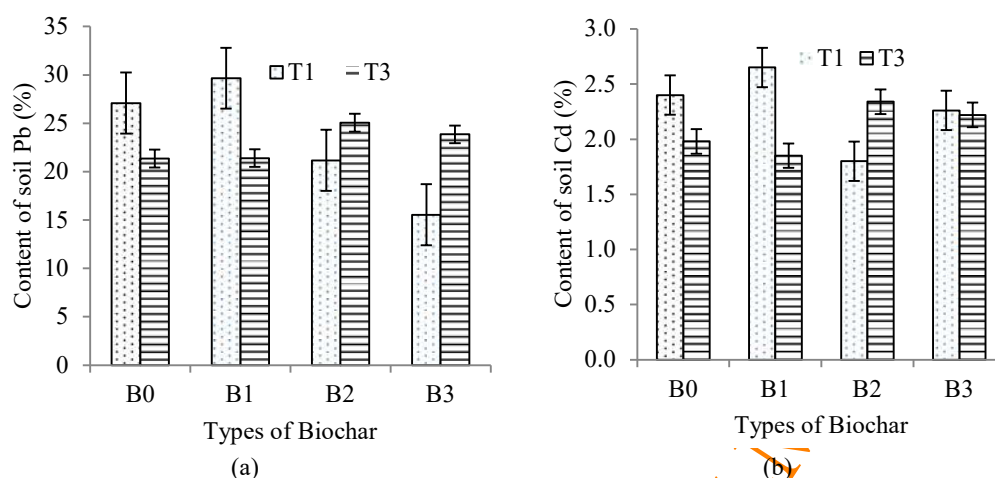 35
30
25
20
15
10
5
0
Content of soil Pb (%)
T1 T3
B0 B1 B2 B3
Types of Biochar
(a)
3.0
2.5
2.0
1.5
1.0
0.5
0.0
Content of soil Cd (%)
T1 T3
B0 B1 B2 B3
Types of Biochar
(b)